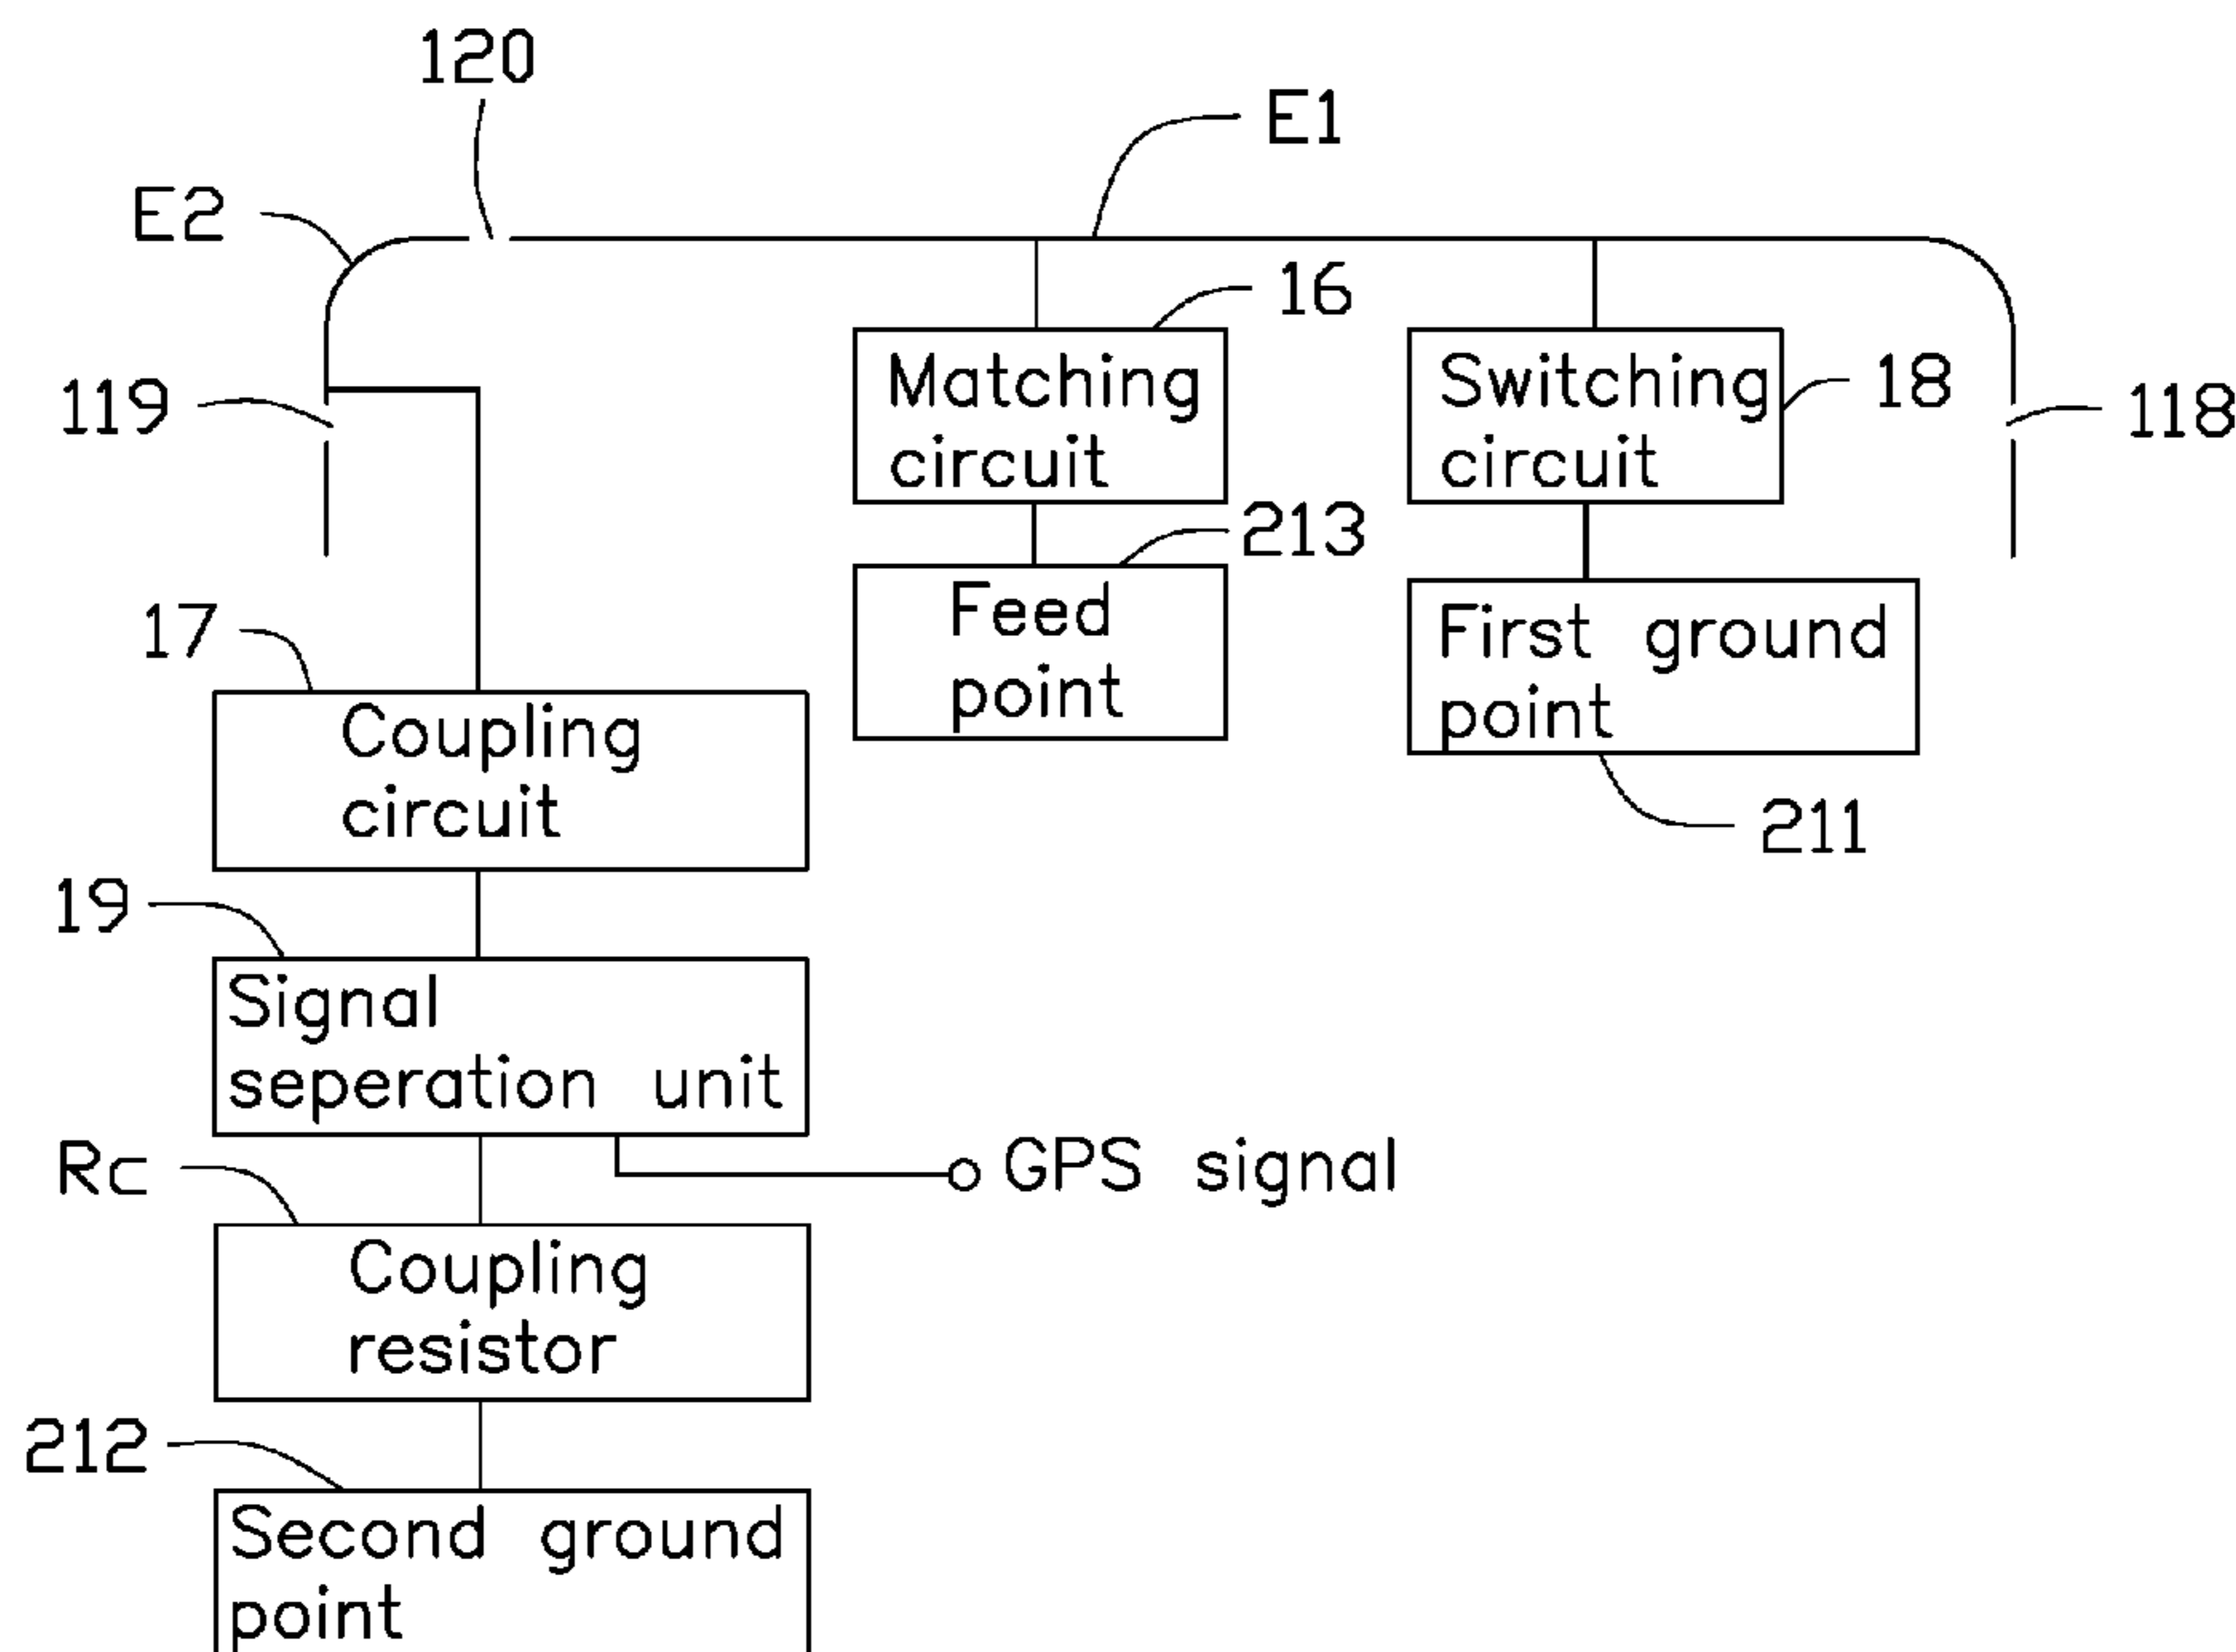 120
E1
E2
16
Matching
circuit
Switching
circuit
18
118
119
213
Feed
point
First ground
point
211
17
Coupling
circuit
19
Signal
seperation unit
GPS signal
Rc
Coupling
resistor
212
Second ground
point